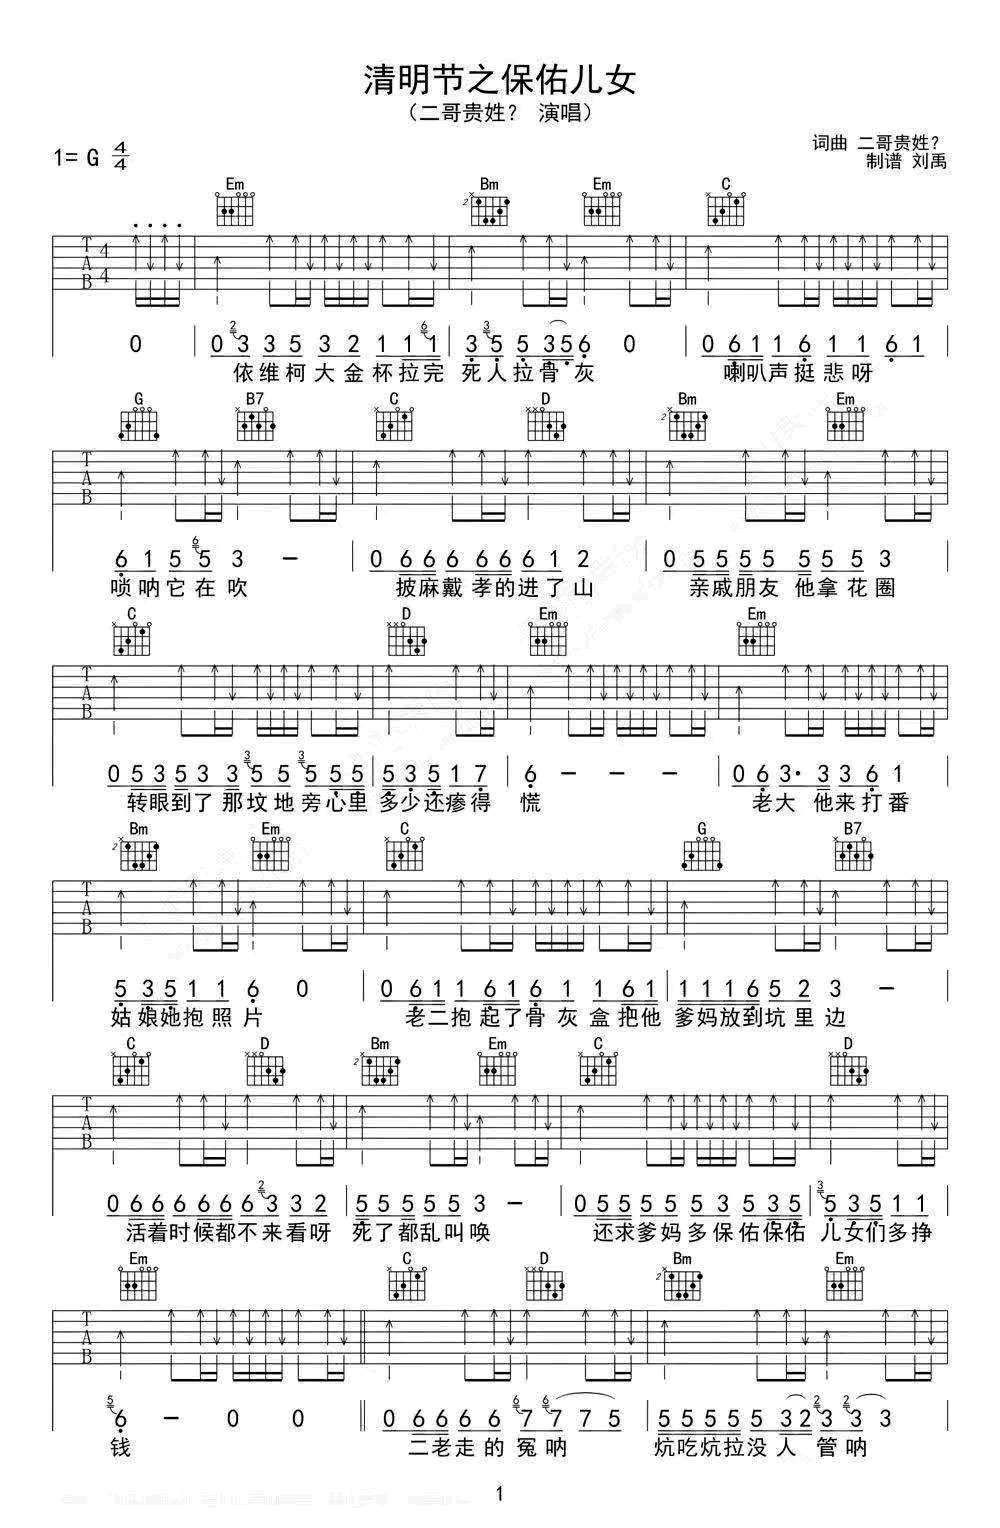 清明节之保佑儿女
（二哥贵姓? 演唱）
词曲 二哥贵姓?
1= G 4/4
制谱 刘禹
Em Bm Em C
T A B 4/4
0 | 0 3 3 5 3 2 1 1 1 | 3 5 5 3 5 6 0 | 0 6 1 1 6 1 1 6 1
依维柯大金杯拉完 死人拉骨灰 喇叭声挺悲呀
G B7 C D Bm Em
T A B
6 1 5 5 3 - | 0 6 6 6 6 6 6 1 2 | 0 5 5 5 5 5 5 5 3
唢呐它在吹 披麻戴孝的进了山 亲戚朋友他拿花圈
C D Em Em
T A B
0 5 3 5 3 3 5 5 5 5 5 | 5 3 5 1 7 | 6 - - - | 0 6 3· 3 3 6 1
转眼到了那坟地旁心里 多少还瘆得 慌 老大他来打番
Bm Em C G B7
T A B
5 3 5 1 1 6 0 | 0 6 1 1 6 1 6 1 1 6 1 | 1 1 1 6 5 2 3 -
姑娘她抱照片 老二抱起了骨灰盒把他 爹妈放到坑里边
C D Bm Em C D
T A B
0 6 6 6 6 6 6 3 3 2 | 5 5 5 5 5 3 - | 0 5 5 5 5 5 5 3 5 | 5 3 5 1 1
活着时候都不来看呀 死了都乱叫唤 还求爹妈多保佑保佑 儿女们多挣
Em C D Bm Em
T A B
6 - 0 0 || 0 6 6 6 6 7 7 5 | 5 5 5 5 5 3 2 3 3 3
钱 二老走的冤呐 炕吃炕拉没人管呐
1